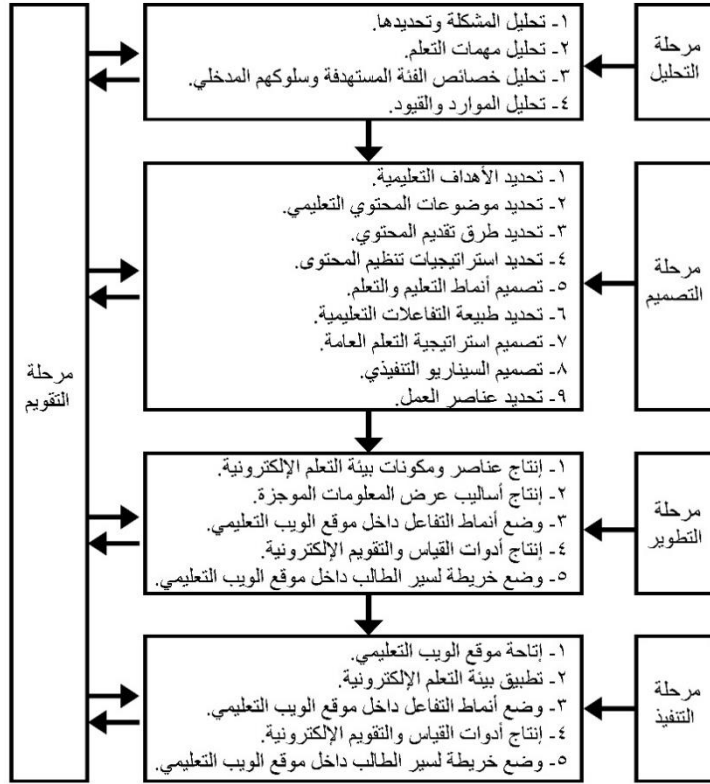 مرحلة
التحليل
١- تحليل المشكلة وتحديدها.
٢- تحليل مهمات التعلم.
٣- تحليل خصائص الفئة المستهدفة وسلوكهم المدخلي.
٤- تحليل الموارد والقيود.
مرحلة
التصميم
١- تحديد الأهداف التعليمية.
٢- تحديد موضوعات المحتوي التعليمي.
٣- تحديد طرق تقديم المحتوي.
٤- تحديد استراتيجيات تنظيم المحتوى.
٥- تصميم أنماط التعليم والتعلم.
٦- تحديد طبيعة التفاعلات التعليمية.
٧- تصميم استراتيجية التعلم العامة.
٨- تصميم السيناريو التنفيذي.
٩- تحديد عناصر العمل.
مرحلة
التطوير
١- إنتاج عناصر ومكونات بيئة التعلم الإلكترونية.
٢- إنتاج أساليب عرض المعلومات الموجزة.
٣- وضع أنماط التفاعل داخل موقع الويب التعليمي.
٤- إنتاج أدوات القياس والتقويم الإلكترونية.
٥- وضع خريطة لسير الطالب داخل موقع الويب التعليمي.
مرحلة
التنفيذ
١- إتاحة موقع الويب التعليمي.
٢- تطبيق بيئة التعلم الإلكترونية.
٣- وضع أنماط التفاعل داخل موقع الويب التعليمي.
٤- إنتاج أدوات القياس والتقويم الإلكترونية.
٥- وضع خريطة لسير الطالب داخل موقع الويب التعليمي.
مرحلة
التقويم